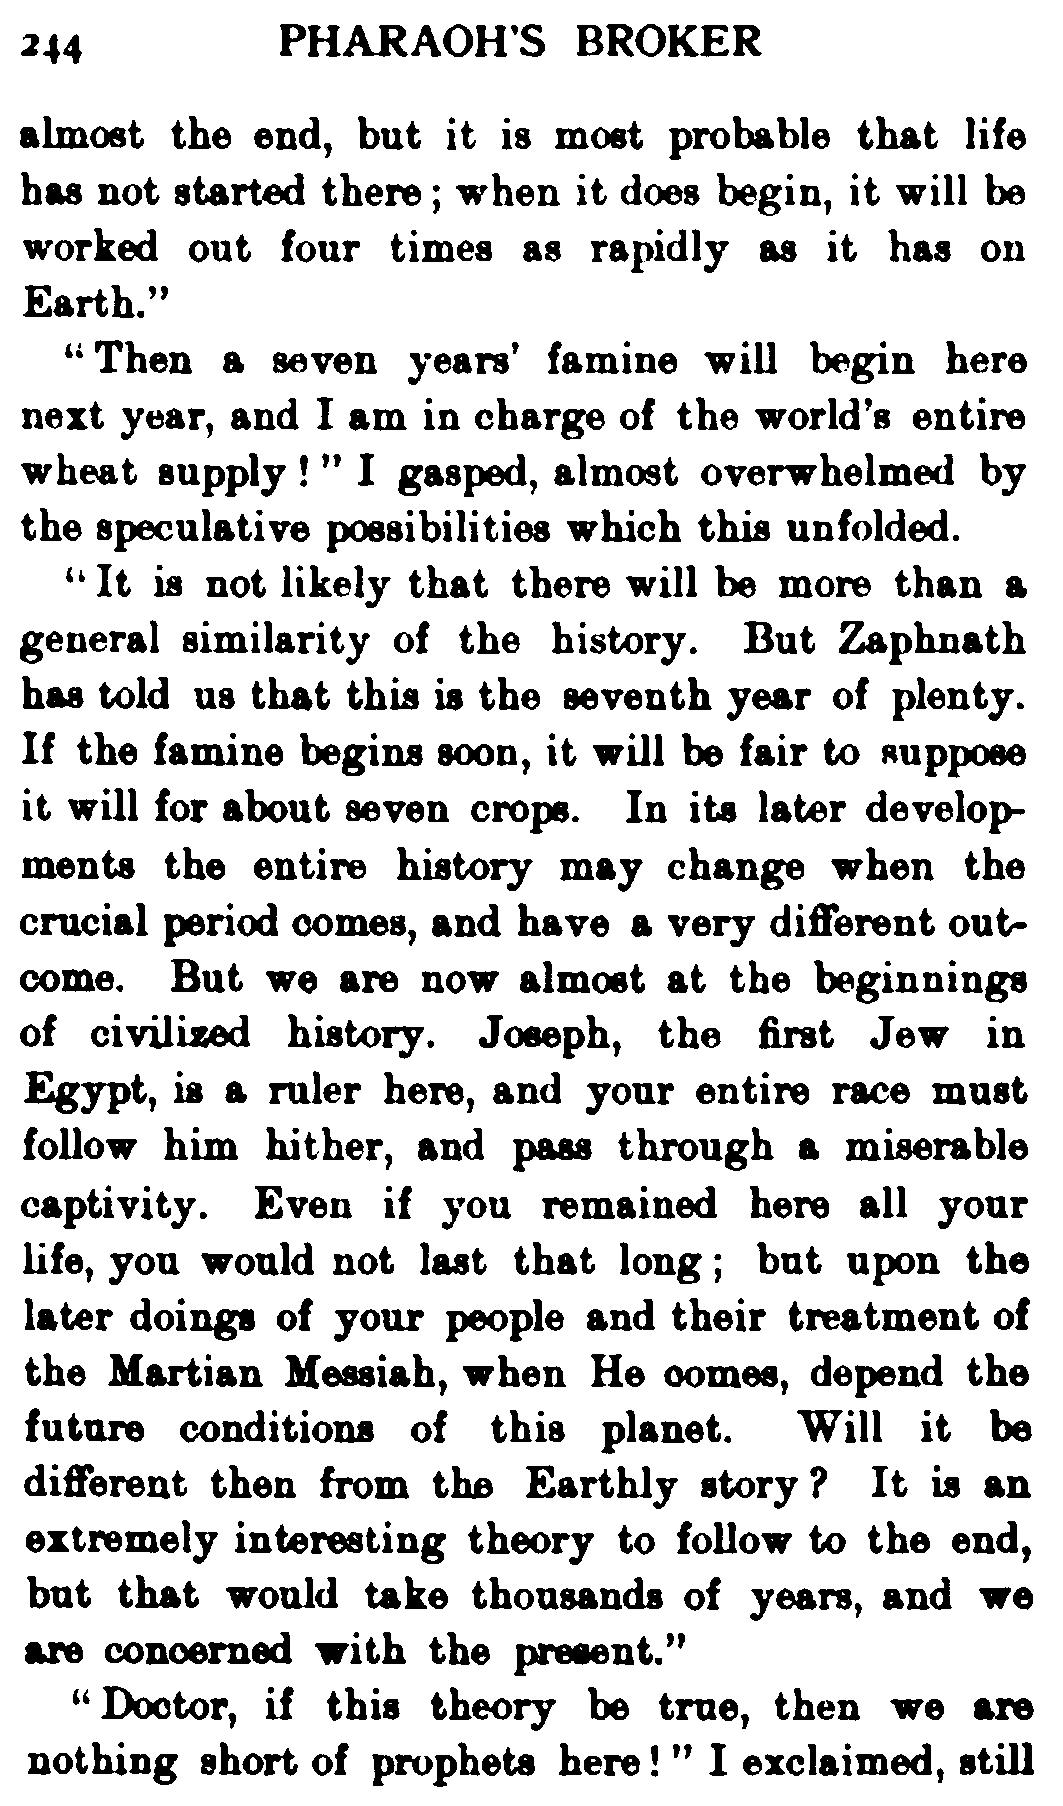 244 PHARAOH'S BROKER
almost the end, but it is most probable that life
has not started there; when it does begin, it will be
worked out four times as rapidly as it has on
Earth."
"Then a seven years' famine will begin here
next year, and I am in charge of the world's entire
wheat supply!" I gasped, almost overwhelmed by
the speculative possibilities which this unfolded.
"It is not likely that there will be more than a
general similarity of the history. But Zaphnath
has told us that this is the seventh year of plenty.
If the famine begins soon, it will be fair to suppose
it will for about seven crops. In its later develop-
ments the entire history may change when the
crucial period comes, and have a very different out-
come. But we are now almost at the beginnings
of civilized history. Joseph, the first Jew in
Egypt, is a ruler here, and your entire race must
follow him hither, and pass through a miserable
captivity. Even if you remained here all your
life, you would not last that long; but upon the
later doings of your people and their treatment of
the Martian Messiah, when He comes, depend the
future conditions of this planet. Will it be
different then from the Earthly story? It is an
extremely interesting theory to follow to the end,
but that would take thousands of years, and we
are concerned with the present."
"Doctor, if this theory be true, then we are
nothing short of prophets here!" I exclaimed, still